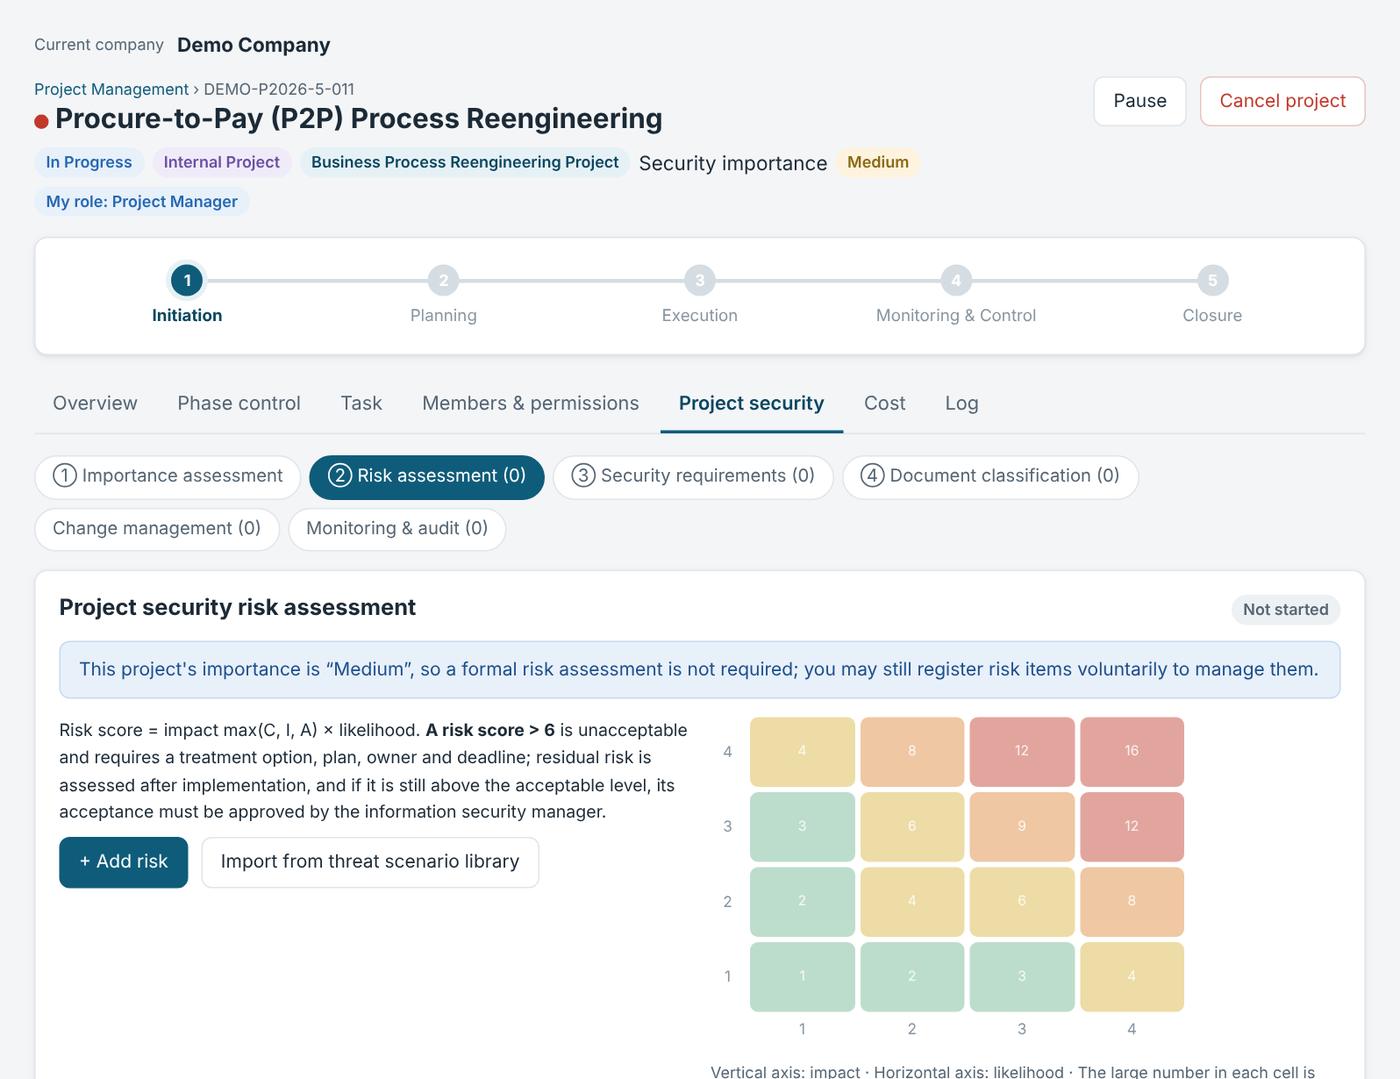 Current company Demo Company
Project Management › DEMO-P2026-5-011
Procure-to-Pay (P2P) Process Reengineering
Pause
Cancel project
In Progress
Internal Project
Business Process Reengineering Project
Security importance
Medium
My role: Project Manager
1
2
3
4
5
Initiation
Planning
Execution
Monitoring & Control
Closure
Overview
Phase control
Task
Members & permissions
Project security
Cost
Log
① Importance assessment
② Risk assessment (0)
③ Security requirements (0)
④ Document classification (0)
Change management (0)
Monitoring & audit (0)
Project security risk assessment
Not started
This project's importance is “Medium”, so a formal risk assessment is not required; you may still register risk items voluntarily to manage them.
Risk score = impact max(C, I, A) × likelihood. A risk score > 6 is unacceptable
and requires a treatment option, plan, owner and deadline; residual risk is
assessed after implementation, and if it is still above the acceptable level, its
acceptance must be approved by the information security manager.
+ Add risk
Import from threat scenario library
4 4 8 12 16
3 3 6 9 12
2 2 4 6 8
1 1 2 3 4
1 2 3 4
Vertical axis: impact · Horizontal axis: likelihood · The large number in each cell is